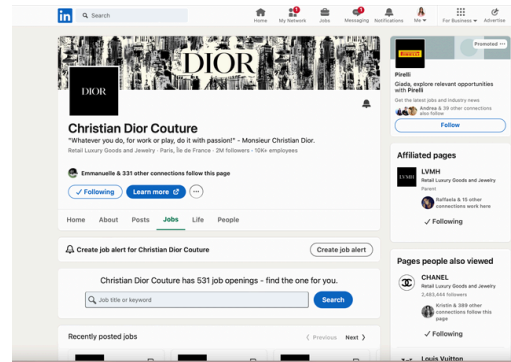 in
Search
Home
My Network
Jobs
Messaging
Notifications
Me
For Business
Advertise
DIOR
DIOR
Christian Dior Couture
"Whatever you do, for work or play, do it with passion!" - Monsieur Christian Dior.
Retail Luxury Goods and Jewelry · Paris, Île de France · 2M followers · 10K+ employees
Emmanuelle & 331 other connections follow this page
Following
Learn more
Home
About
Posts
Jobs
Life
People
Create job alert for Christian Dior Couture
Create job alert
Christian Dior Couture has 531 job openings - find the one for you.
Job title or keyword
Search
Recently posted jobs
Previous
Next
Promoted
Pirelli
Giada, explore relevant opportunities
with Pirelli
Get the latest jobs and industry news
Andrea & 39 other connections
also follow
Follow
Affiliated pages
LVMH
LVMH
Retail Luxury Goods and Jewelry
Parent
Raffaela & 15 other
connections work here
Following
Pages people also viewed
CHANEL
Retail Luxury Goods and Jewelry
2,483,444 followers
Kristin & 389 other
connections follow this
page
Following
Louis Vuitton